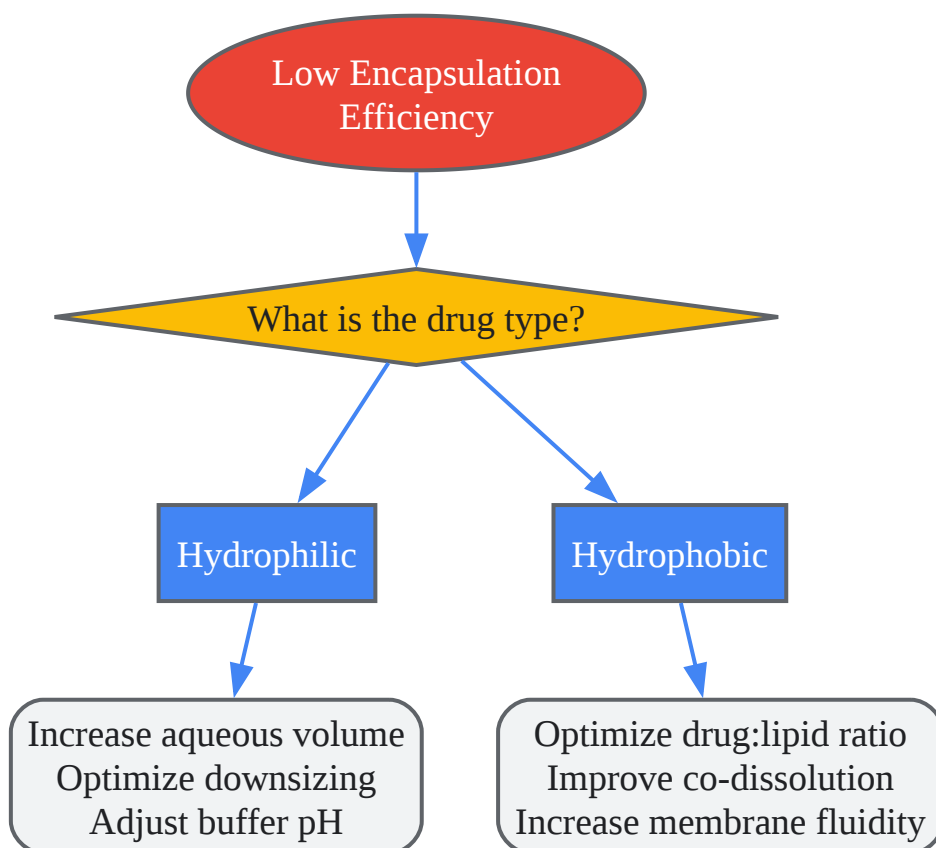 Low Encapsulation
Efficiency
What is the drug type?
Hydrophilic
Hydrophobic
Increase aqueous volume
Optimize downsizing
Adjust buffer pH
Optimize drug:lipid ratio
Improve co-dissolution
Increase membrane fluidity